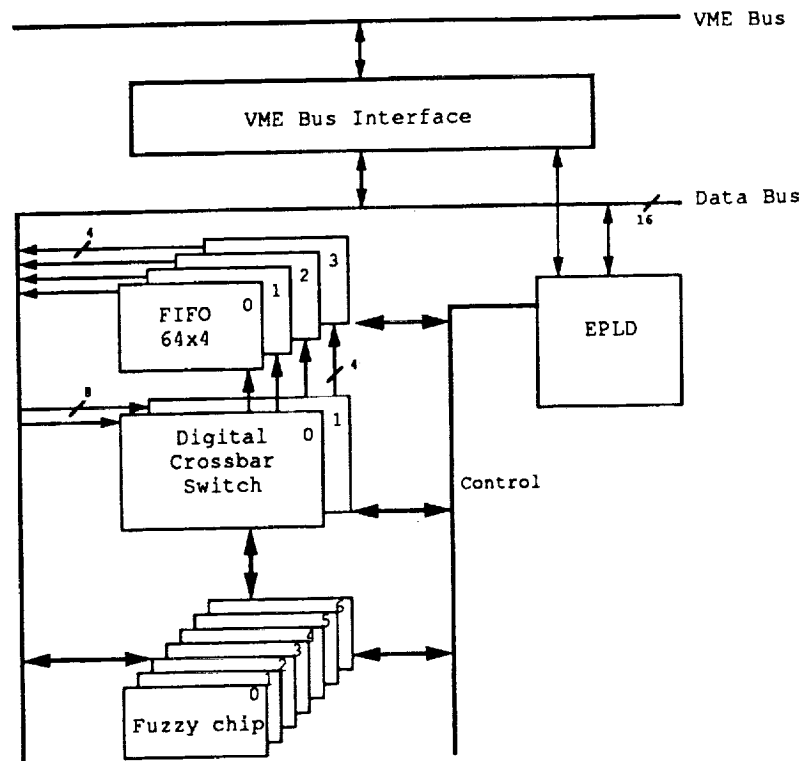 VME Bus
VME Bus Interface
Data Bus
16
4
3
2
1
0
FIFO
64x4
EPLD
4
8
1
0
Digital
Crossbar
Switch
Control
6
5
4
3
2
1
0
Fuzzy chip